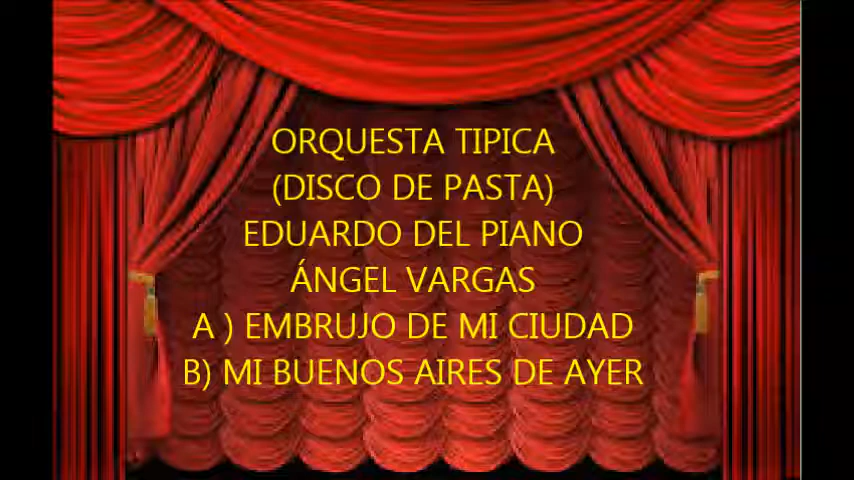 ORQUESTA TIPICA
(DISCO DE PASTA)
EDUARDO DEL PIANO
ÁNGEL VARGAS
A ) EMBRUJO DE MI CIUDAD
B) MI BUENOS AIRES DE AYER